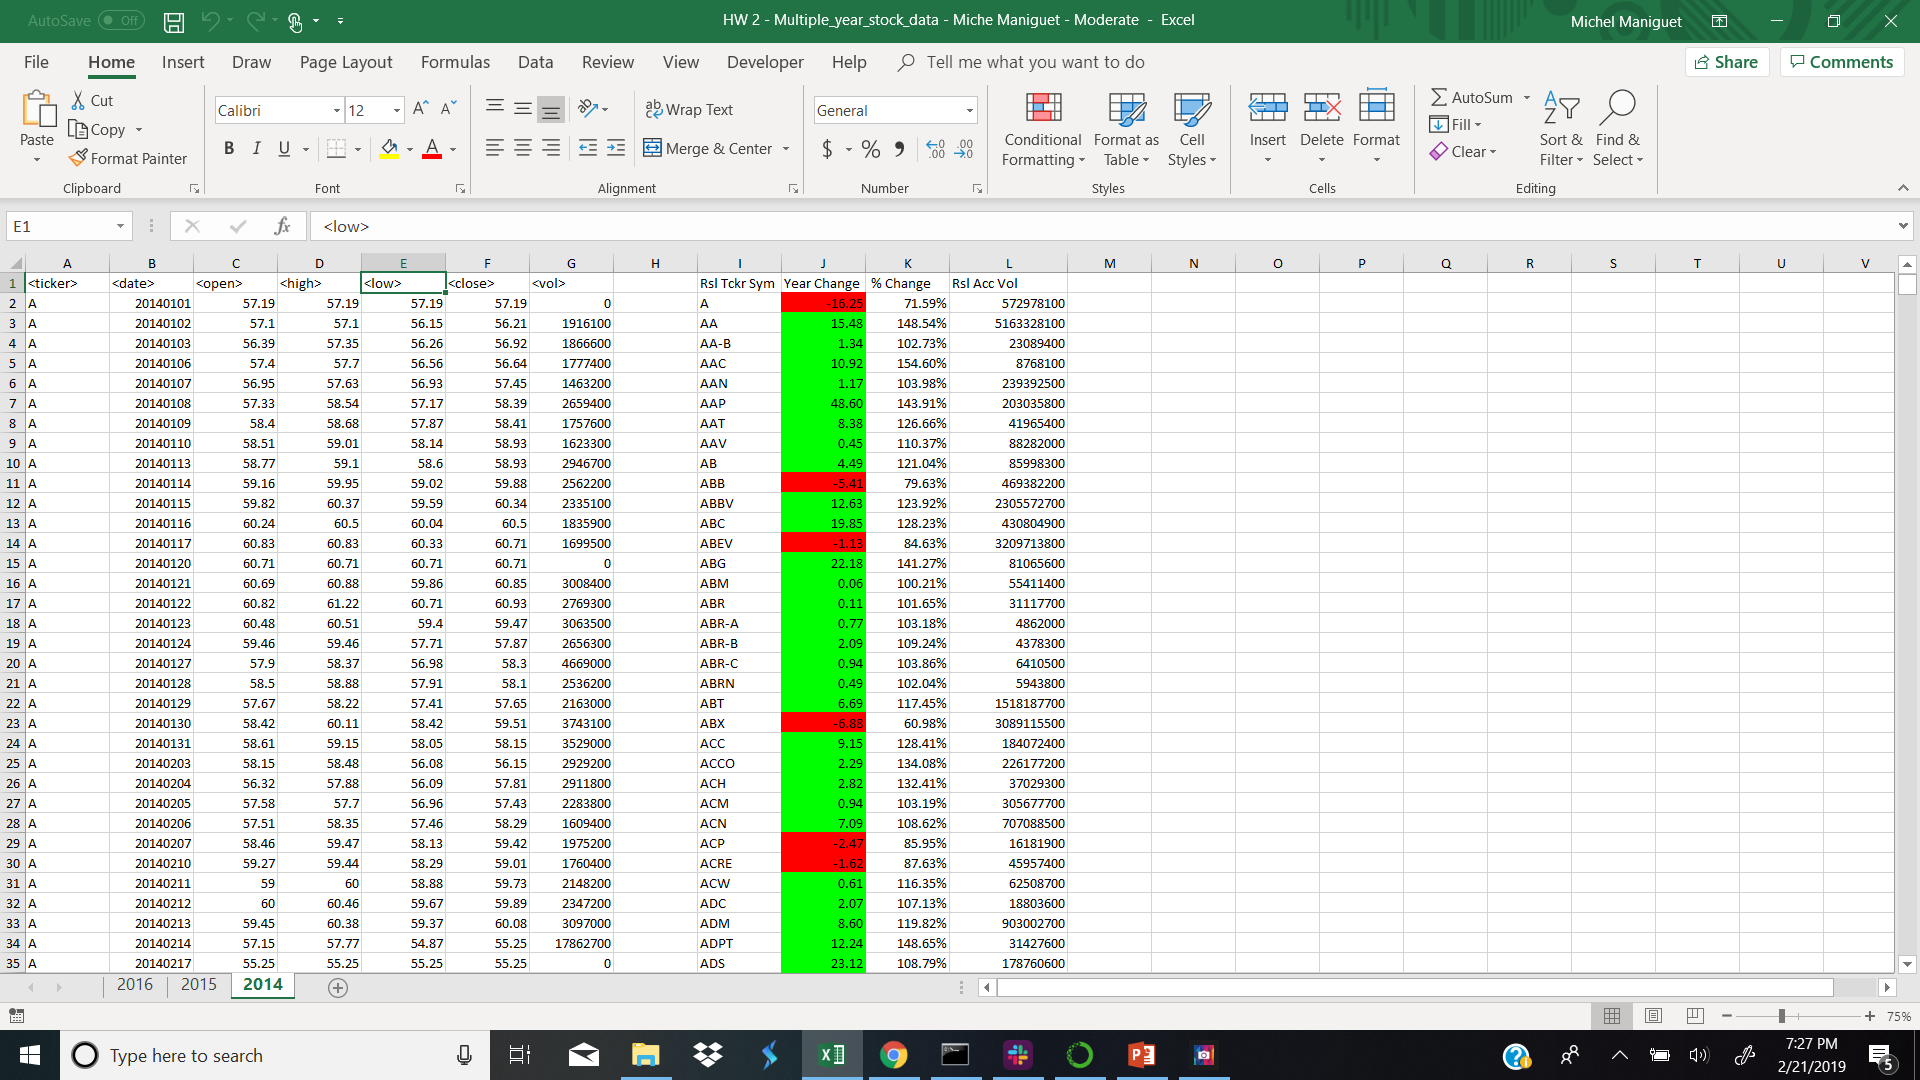 AutoSave Off
HW 2 - Multiple_year_stock_data - Miche Maniguet - Moderate - Excel
Michel Maniguet
File Home Insert Draw Page Layout Formulas Data Review View Developer Help Tell me what you want to do Share Comments
Paste Cut Copy Format Painter Clipboard
Calibri 12 B I U Font
Wrap Text Merge & Center Alignment
General $ % Number
Conditional Formatting Format as Table Cell Styles Styles
Insert Delete Format Cells
AutoSum Fill Clear Sort & Filter Find & Select Editing
E1 fx <low>
A B C D E F G H I J K L M N O P Q R S T U V
1 <ticker> <date> <open> <high> <low> <close> <vol> Rsl Tckr Sym Year Change % Change Rsl Acc Vol
2 A 20140101 57.19 57.19 57.19 57.19 0 A -16.25 71.59% 572978100
3 A 20140102 57.1 57.1 56.15 56.21 1916100 AA 15.48 148.54% 5163328100
4 A 20140103 56.39 57.35 56.26 56.92 1866600 AA-B 1.34 102.73% 23089400
5 A 20140106 57.4 57.7 56.56 56.64 1777400 AAC 10.92 154.60% 8768100
6 A 20140107 56.95 57.63 56.93 57.45 1463200 AAN 1.17 103.98% 239392500
7 A 20140108 57.33 58.54 57.17 58.39 2659400 AAP 48.60 143.91% 203035800
8 A 20140109 58.4 58.68 57.87 58.41 1757600 AAT 8.38 126.66% 41965400
9 A 20140110 58.51 59.01 58.14 58.93 1623300 AAV 0.45 110.37% 88282000
10 A 20140113 58.77 59.1 58.6 58.93 2946700 AB 4.49 121.04% 85998300
11 A 20140114 59.16 59.95 59.02 59.88 2562200 ABB -5.41 79.63% 469382200
12 A 20140115 59.82 60.37 59.59 60.34 2335100 ABBV 12.63 123.92% 2305572700
13 A 20140116 60.24 60.5 60.04 60.5 1835900 ABC 19.85 128.23% 430804900
14 A 20140117 60.83 60.83 60.33 60.71 1699500 ABEV -1.13 84.63% 3209713800
15 A 20140120 60.71 60.71 60.71 60.71 0 ABG 22.18 141.27% 81065600
16 A 20140121 60.69 60.88 59.86 60.85 3008400 ABM 0.06 100.21% 55411400
17 A 20140122 60.82 61.22 60.71 60.93 2769300 ABR 0.11 101.65% 31117700
18 A 20140123 60.48 60.51 59.4 59.47 3063500 ABR-A 0.77 103.18% 4862000
19 A 20140124 59.46 59.46 57.71 57.87 2656300 ABR-B 2.09 109.24% 4378300
20 A 20140127 57.9 58.37 56.98 58.3 4669000 ABR-C 0.94 103.86% 6410500
21 A 20140128 58.5 58.88 57.91 58.1 2536200 ABRN 0.49 102.04% 5943800
22 A 20140129 57.67 58.22 57.41 57.65 2163000 ABT 6.69 117.45% 1518187700
23 A 20140130 58.42 60.11 58.42 59.51 3743100 ABX -6.88 60.98% 3089115500
24 A 20140131 58.61 59.15 58.05 58.15 3529000 ACC 9.15 128.41% 184072400
25 A 20140203 58.15 58.48 56.08 56.15 2929200 ACCO 2.29 134.08% 226177200
26 A 20140204 56.32 57.88 56.09 57.81 2911800 ACH 2.82 132.41% 37029300
27 A 20140205 57.58 57.7 56.96 57.43 2283800 ACM 0.94 103.19% 305677700
28 A 20140206 57.51 58.35 57.46 58.29 1609400 ACN 7.09 108.62% 707088500
29 A 20140207 58.46 59.47 58.13 59.42 1975200 ACP -2.47 85.95% 16181900
30 A 20140210 59.27 59.44 58.29 59.01 1760400 ACRE -1.62 87.63% 45957400
31 A 20140211 59 60 58.88 59.73 2148200 ACW 0.61 116.35% 62508700
32 A 20140212 60 60.46 59.67 59.89 2347200 ADC 2.07 107.13% 18803600
33 A 20140213 59.45 60.38 59.37 60.08 3097000 ADM 8.60 119.82% 903002700
34 A 20140214 57.15 57.77 54.87 55.25 17862700 ADPT 12.24 148.65% 31427600
35 A 20140217 55.25 55.25 55.25 55.25 0 ADS 23.12 108.79% 178760600
2016 2015 2014
75%
Type here to search
7:27 PM
2/21/2019
5